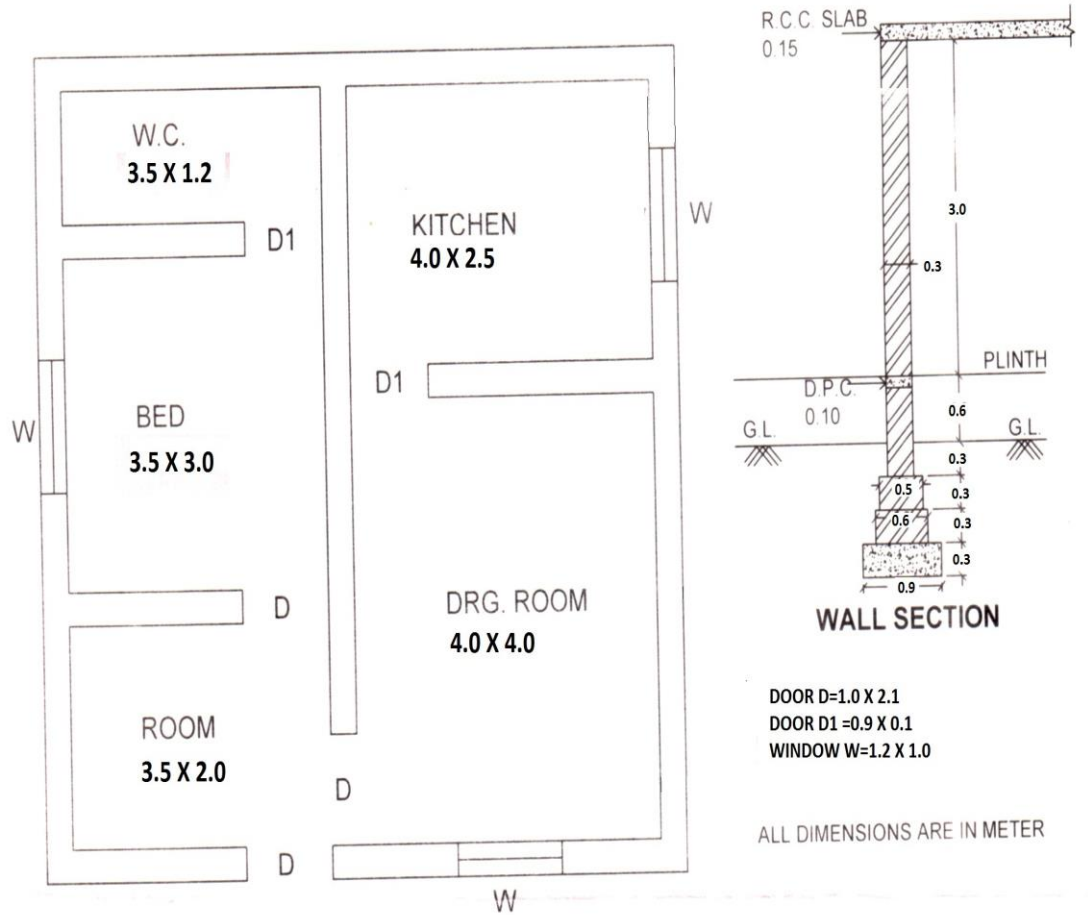 W.C.
3.5 X 1.2
D1
KITCHEN
4.0 X 2.5
W
D1
BED
3.5 X 3.0
W
D
DRG. ROOM
4.0 X 4.0
ROOM
3.5 X 2.0
D
D
W
R.C.C. SLAB
0.15
3.0
0.3
PLINTH
D.P.C.
0.10
0.6
G.L.
G.L.
0.3
0.5
0.3
0.6
0.3
0.3
0.9
WALL SECTION
DOOR D=1.0 X 2.1
DOOR D1 =0.9 X 0.1
WINDOW W=1.2 X 1.0
ALL DIMENSIONS ARE IN METER